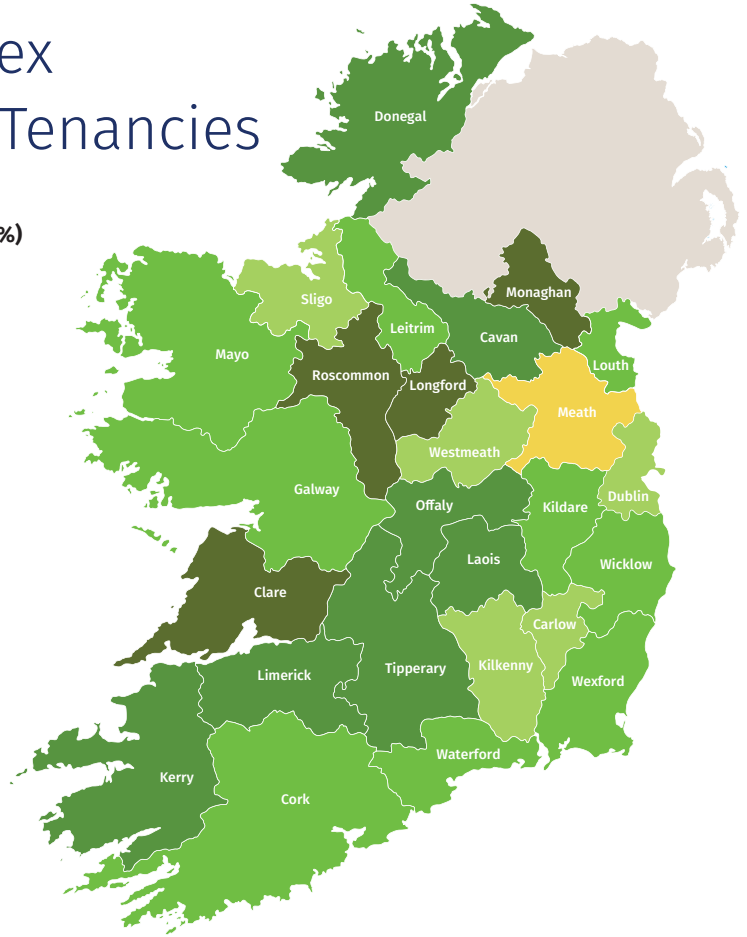 ex
Tenancies
%)
Donegal
Monaghan
Sligo
Leitrim
Cavan
Mayo
Louth
Roscommon
Longford
Meath
Westmeath
Galway
Dublin
Offaly
Kildare
Laois
Wicklow
Clare
Carlow
Kilkenny
Limerick
Tipperary
Wexford
Waterford
Kerry
Cork